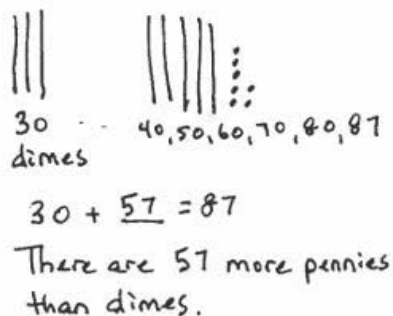 30 .. 40, 50, 60, 70, 80, 87
dimes
30 + 57 = 87
There are 57 more pennies
than dimes.